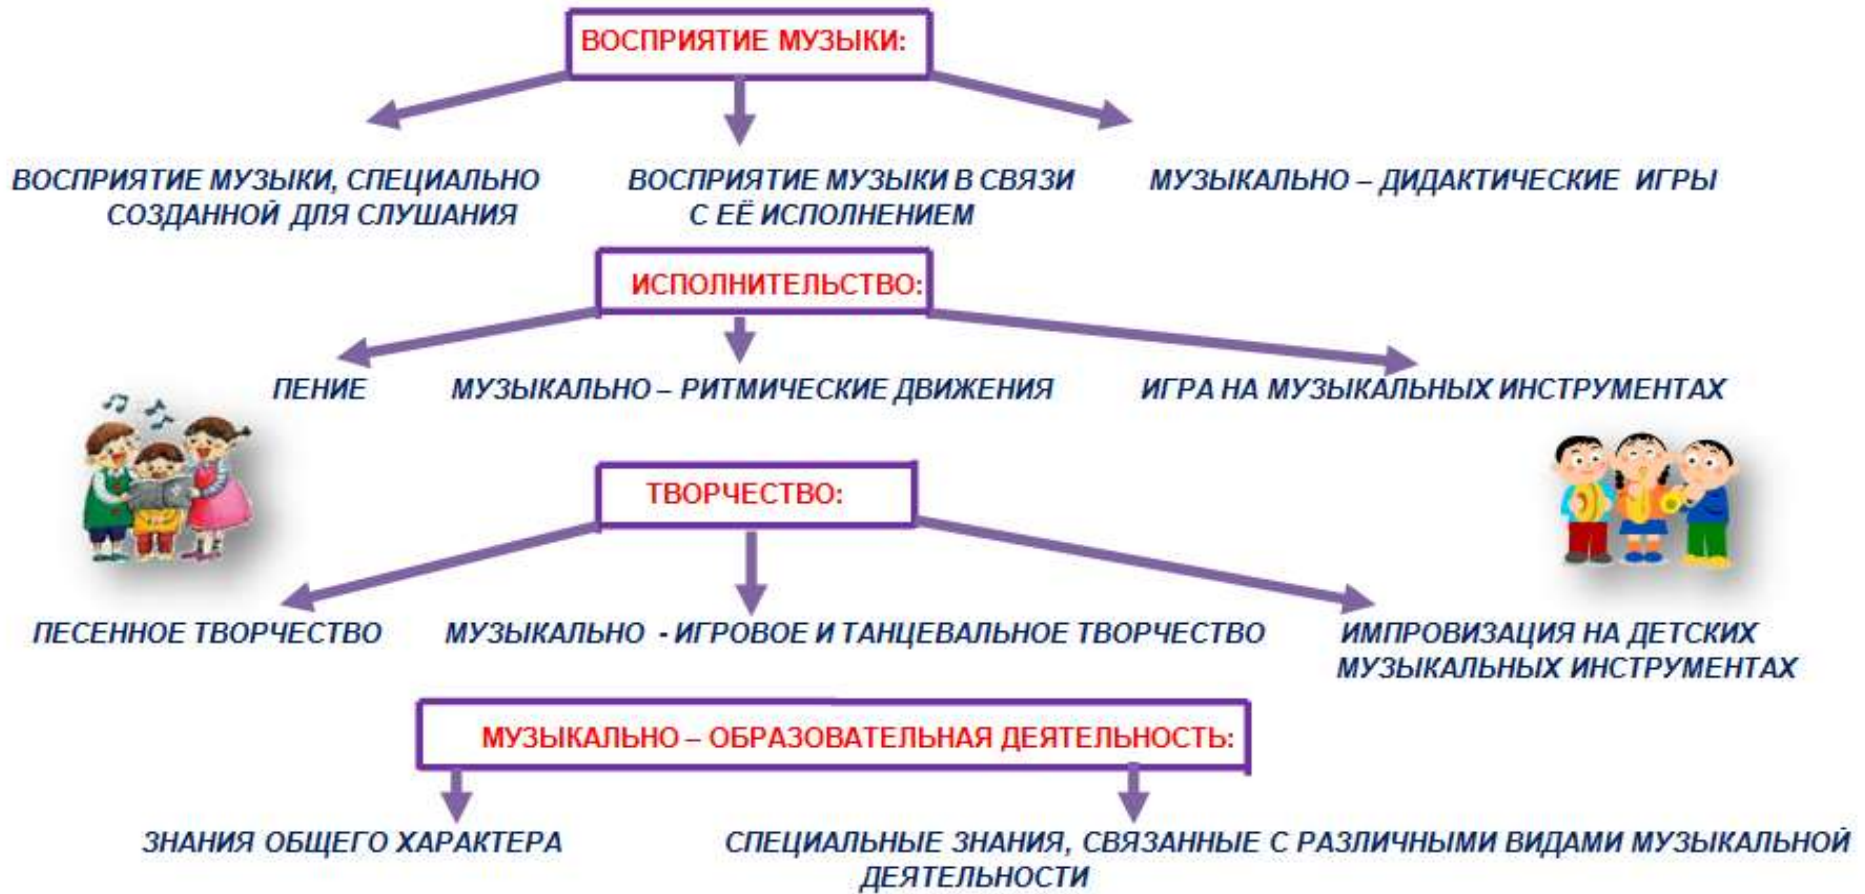 ВОСПРИЯТИЕ МУЗЫКИ:
ВОСПРИЯТИЕ МУЗЫКИ, СПЕЦИАЛЬНО
СОЗДАННОЙ ДЛЯ СЛУШАНИЯ
ВОСПРИЯТИЕ МУЗЫКИ В СВЯЗИ
С ЕЁ ИСПОЛНЕНИЕМ
МУЗЫКАЛЬНО – ДИДАКТИЧЕСКИЕ ИГРЫ
ИСПОЛНИТЕЛЬСТВО:
ПЕНИЕ
МУЗЫКАЛЬНО – РИТМИЧЕСКИЕ ДВИЖЕНИЯ
ИГРА НА МУЗЫКАЛЬНЫХ ИНСТРУМЕНТАХ
ТВОРЧЕСТВО:
ПЕСЕННОЕ ТВОРЧЕСТВО
МУЗЫКАЛЬНО - ИГРОВОЕ И ТАНЦЕВАЛЬНОЕ ТВОРЧЕСТВО
ИМПРОВИЗАЦИЯ НА ДЕТСКИХ
МУЗЫКАЛЬНЫХ ИНСТРУМЕНТАХ
МУЗЫКАЛЬНО – ОБРАЗОВАТЕЛЬНАЯ ДЕЯТЕЛЬНОСТЬ:
ЗНАНИЯ ОБЩЕГО ХАРАКТЕРА
СПЕЦИАЛЬНЫЕ ЗНАНИЯ, СВЯЗАННЫЕ С РАЗЛИЧНЫМИ ВИДАМИ МУЗЫКАЛЬНОЙ
ДЕЯТЕЛЬНОСТИ